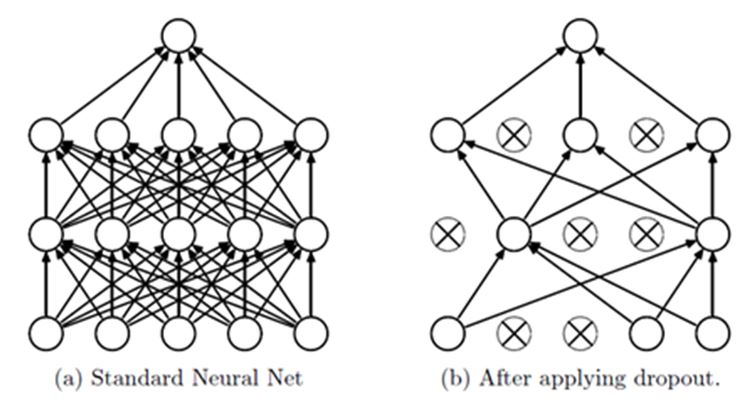 (a) Standard Neural Net
(b) After applying dropout.